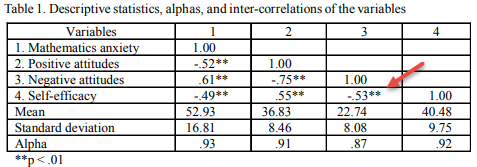 Table 1. Descriptive statistics, alphas, and inter-correlations of the variables
Variables 1 2 3 4
1. Mathematics anxiety 1.00
2. Positive attitudes -.52** 1.00
3. Negative attitudes .61** -.75** 1.00
4. Self-efficacy -.49** .55** -.53** 1.00
Mean 52.93 36.83 22.74 40.48
Standard deviation 16.81 8.46 8.08 9.75
Alpha .93 .91 .87 .92
**p < .01